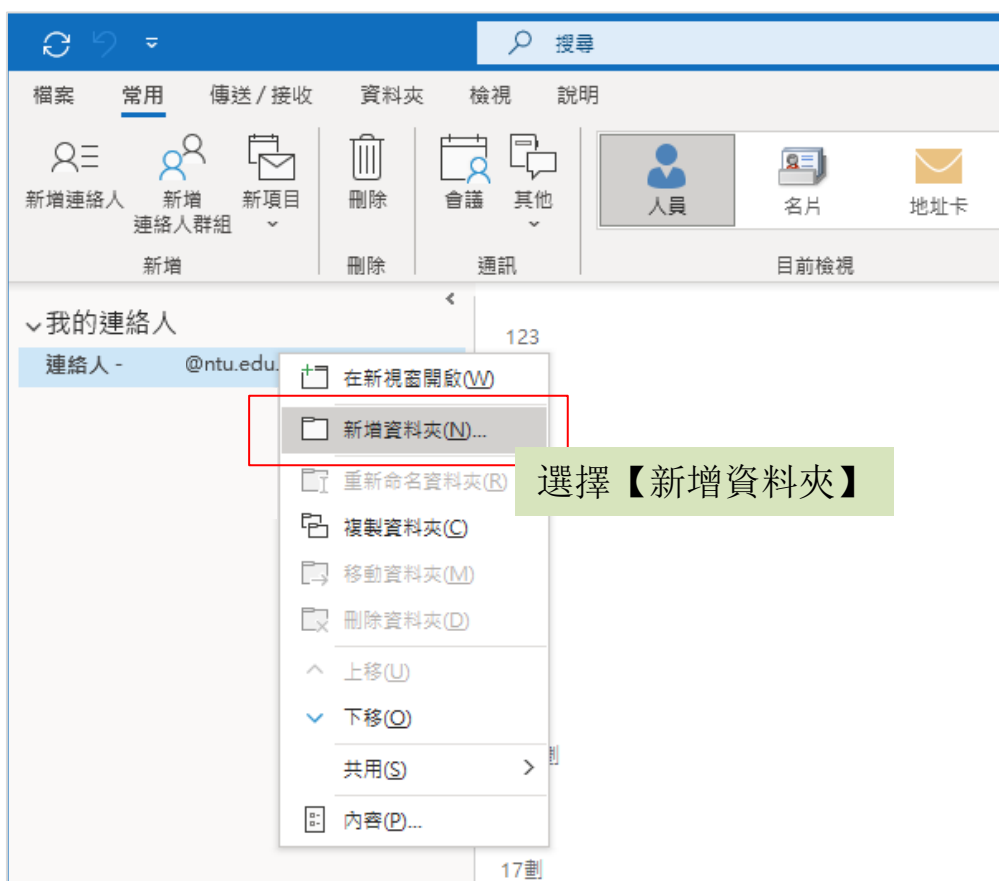 搜尋
檔案 常用 傳送 / 接收 資料夾 檢視 說明
新增連絡人 新增 連絡人群組 新項目 刪除 會議 其他 人員 名片 地址卡
新增 刪除 通訊 目前檢視
我的連絡人
連絡人 - @ntu.edu.
123
在新視窗開啟(W)
新增資料夾(N)...
選擇【新增資料夾】
重新命名資料夾(R)
複製資料夾(C)
移動資料夾(M)
刪除資料夾(D)
上移(U)
下移(O)
共用(S)
劃
內容(P)...
17劃